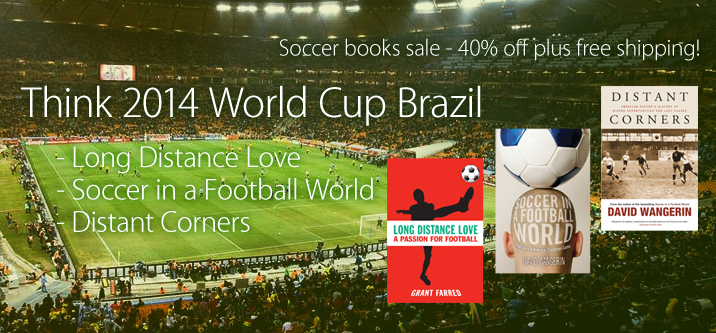 Soccer books sale - 40% off plus free shipping!
Think 2014 World Cup Brazil
- Long Distance Love
- Soccer in a Football World
- Distant Corners
LONG DISTANCE LOVE
A PASSION FOR FOOTBALL
GRANT FARRED
SOCCER IN
A FOOTBALL
WORLD
DAVID WANGERIN
DISTANT
CORNERS
DAVID WANGERIN